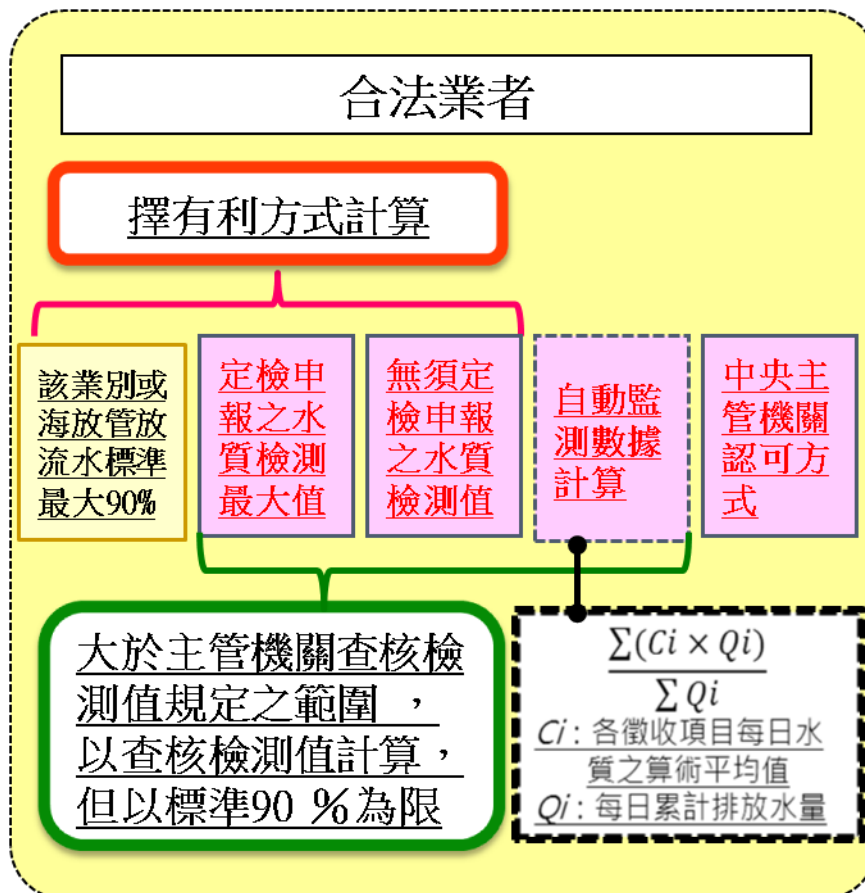 合法業者
擇有利方式計算
該業別或
海放管放
流水標準
最大90%
定檢申
報之水
質檢測
最大值
無須定
檢申報
之水質
檢測值
自動監
測數據
計算
中央主
管機關
認可方
式
大於主管機關查核檢
測值規定之範圍 ，
以查核檢測值計算，
但以標準90 %為限
∑(Ci × Qi)
∑ Qi
Ci : 各徵收項目每日水
質之算術平均值
Qi : 每日累計排放水量